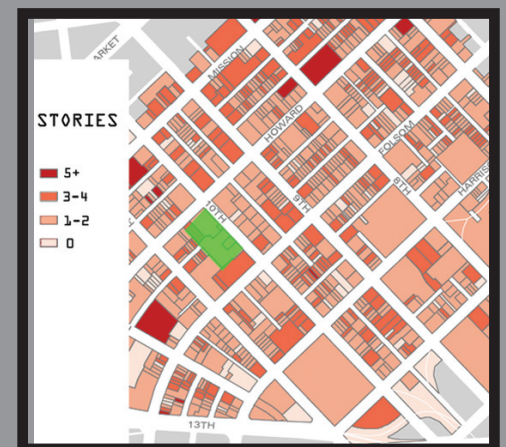 ARKET
MISSION
STORIES
HOWARD
FOLSOM
5+
3-4
HARRIS
8TH
1-2
9TH
10TH
0
13TH